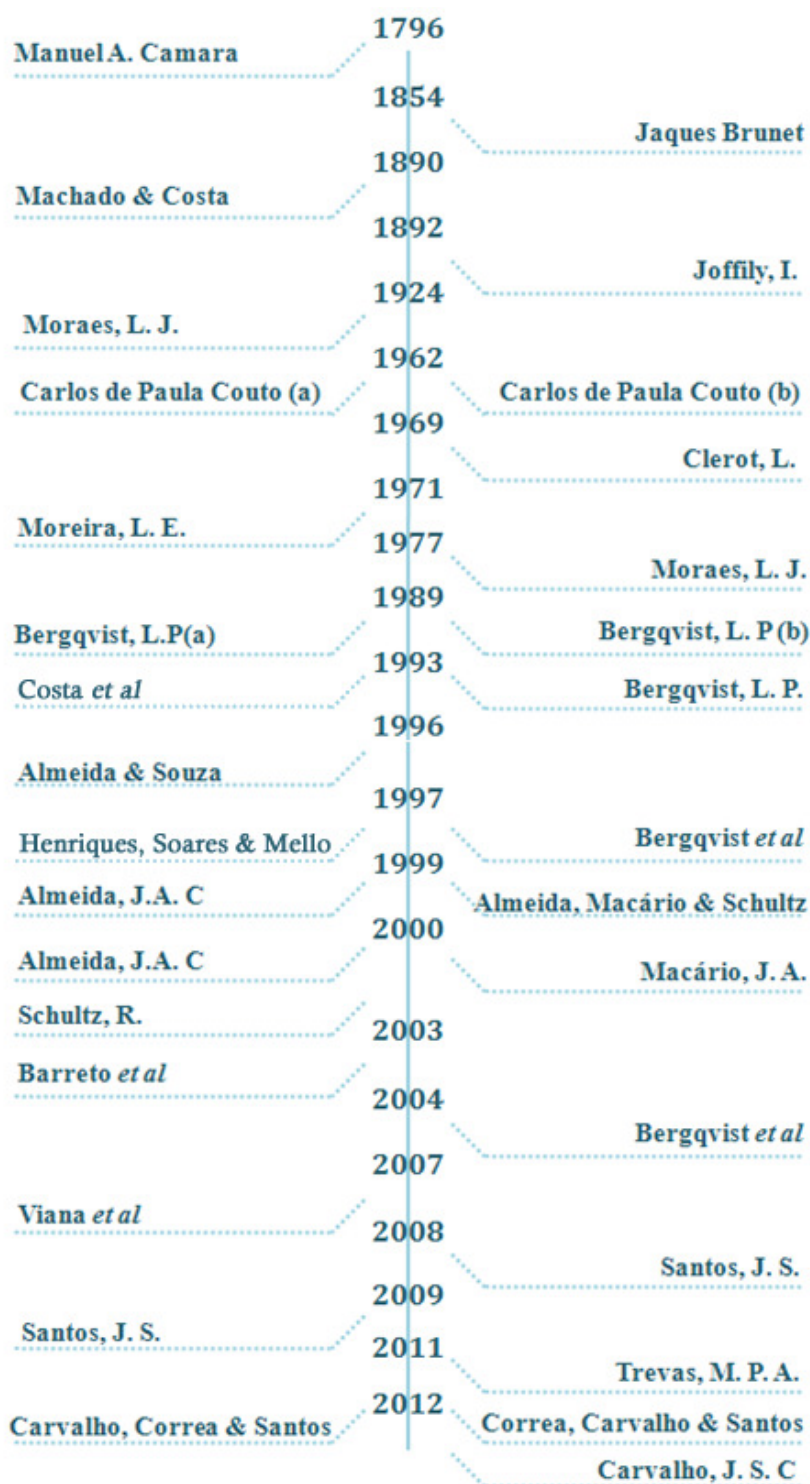 1796
Manuel A. Camara
1854
Jaques Brunet
1890
Machado & Costa
1892
Joffily, I.
1924
Moraes, L. J.
1962
Carlos de Paula Couto (a)
Carlos de Paula Couto (b)
1969
Clerot, L.
1971
Moreira, L. E.
1977
Moraes, L. J.
1989
Bergqvist, L.P(a)
Bergqvist, L. P (b)
1993
Costa et al
Bergqvist, L. P.
1996
Almeida & Souza
1997
Henriques, Soares & Mello
Bergqvist et al
1999
Almeida, J.A. C
Almeida, Macário & Schultz
2000
Almeida, J.A. C
Macário, J. A.
Schultz, R.
2003
Barreto et al
2004
Bergqvist et al
2007
Viana et al
2008
Santos, J. S.
2009
Santos, J. S.
2011
Trevas, M. P. A.
2012
Carvalho, Correa & Santos
Correa, Carvalho & Santos
Carvalho, J. S. C